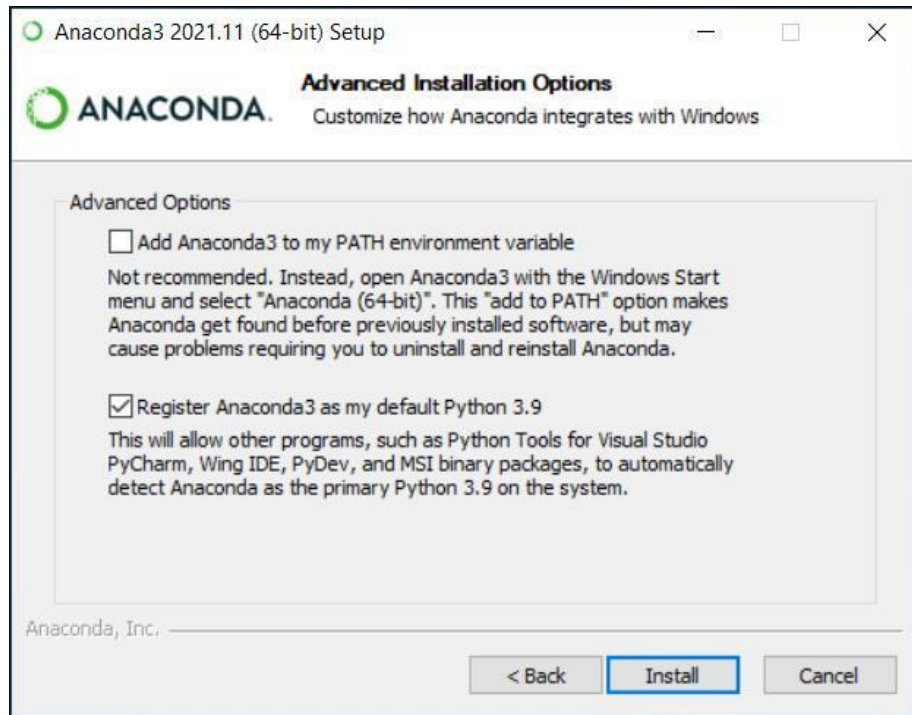 Anaconda3 2021.11 (64-bit) Setup
Advanced Installation Options
ANACONDA.
Customize how Anaconda integrates with Windows
Advanced Options
Add Anaconda3 to my PATH environment variable
Not recommended. Instead, open Anaconda3 with the Windows Start
menu and select "Anaconda (64-bit)". This "add to PATH" option makes
Anaconda get found before previously installed software, but may
cause problems requiring you to uninstall and reinstall Anaconda.
Register Anaconda3 as my default Python 3.9
This will allow other programs, such as Python Tools for Visual Studio
PyCharm, Wing IDE, PyDev, and MSI binary packages, to automatically
detect Anaconda as the primary Python 3.9 on the system.
Anaconda, Inc.
< Back
Install
Cancel